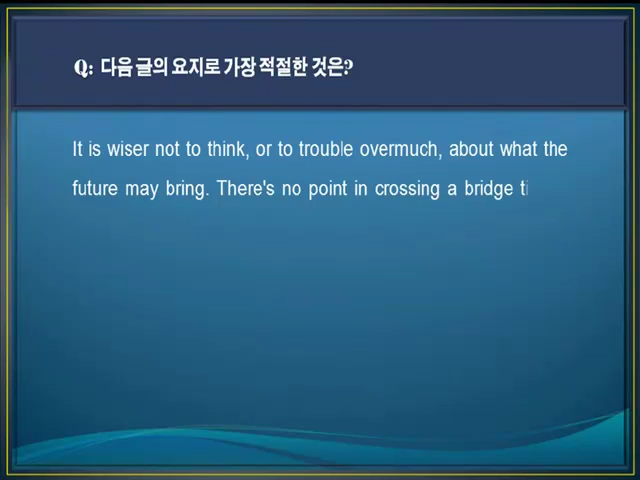 Q: 다음 글의 요지로 가장 적절한 것은?
It is wiser not to think, or to trouble overmuch, about what the
future may bring. There's no point in crossing a bridge